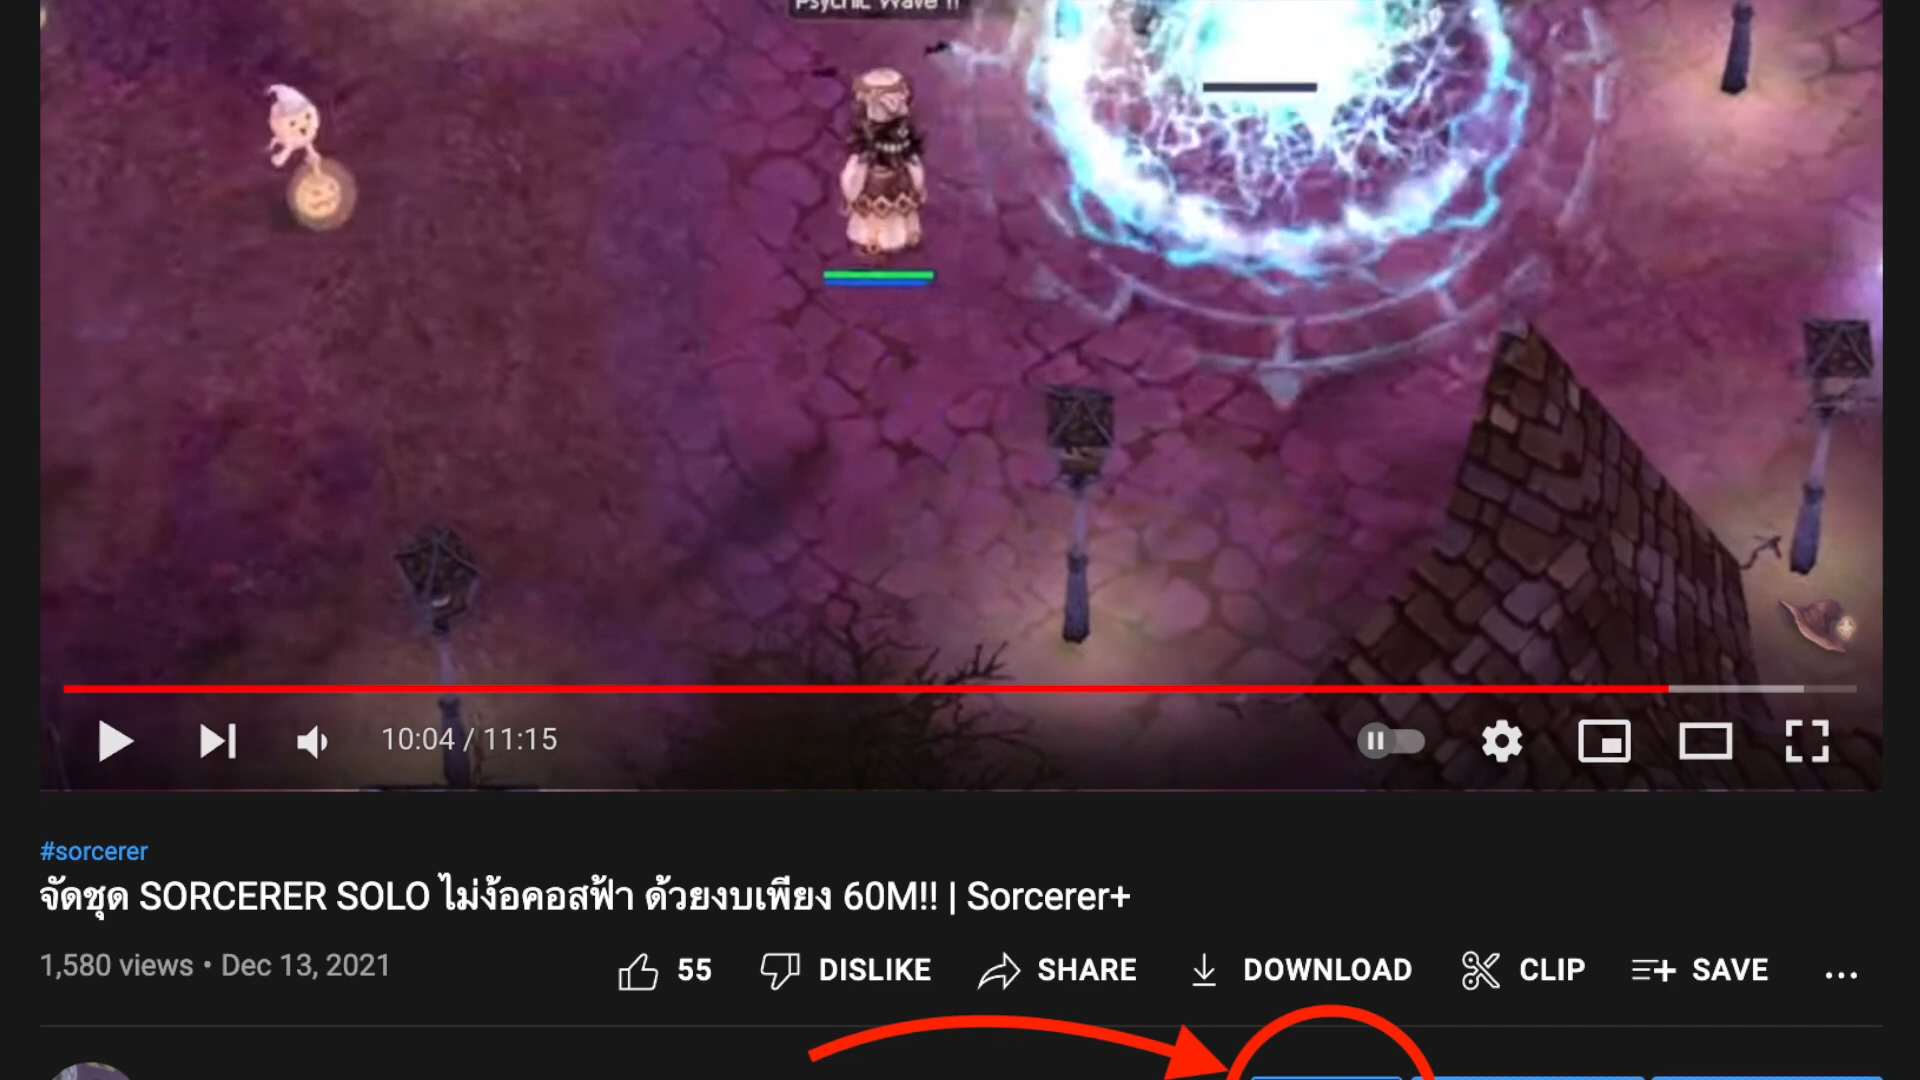 Psychic Wave !!
10:04 / 11:15
#sorcerer
จัดชุด SORCERER SOLO ไม่ง้อคอสฟ้า ด้วยงบเพียง 60M!! | Sorcerer+
1,580 views • Dec 13, 2021 55 DISLIKE SHARE DOWNLOAD CLIP SAVE ...